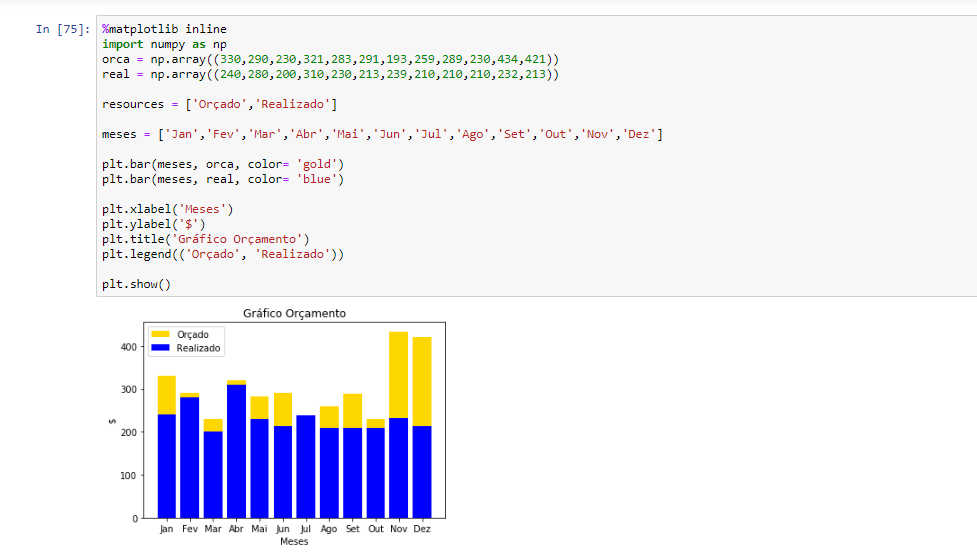 In [75]: %matplotlib inline
import numpy as np
orca = np.array((330,290,230,321,283,291,193,259,289,230,434,421))
real = np.array((240,280,200,310,230,213,239,210,210,210,232,213))
resources = ['Orçado','Realizado']
meses = ['Jan','Fev','Mar','Abr','Mai','Jun','Jul','Ago','Set','Out','Nov','Dez']
plt.bar(meses, orca, color= 'gold')
plt.bar(meses, real, color= 'blue')
plt.xlabel('Meses')
plt.ylabel('$')
plt.title('Gráfico Orçamento')
plt.legend(('Orçado', 'Realizado'))
plt.show()
Gráfico Orçamento
Orçado
Realizado
400
300
$
200
100
0
Jan Fev Mar Abr Mai Jun Jul Ago Set Out Nov Dez
Meses